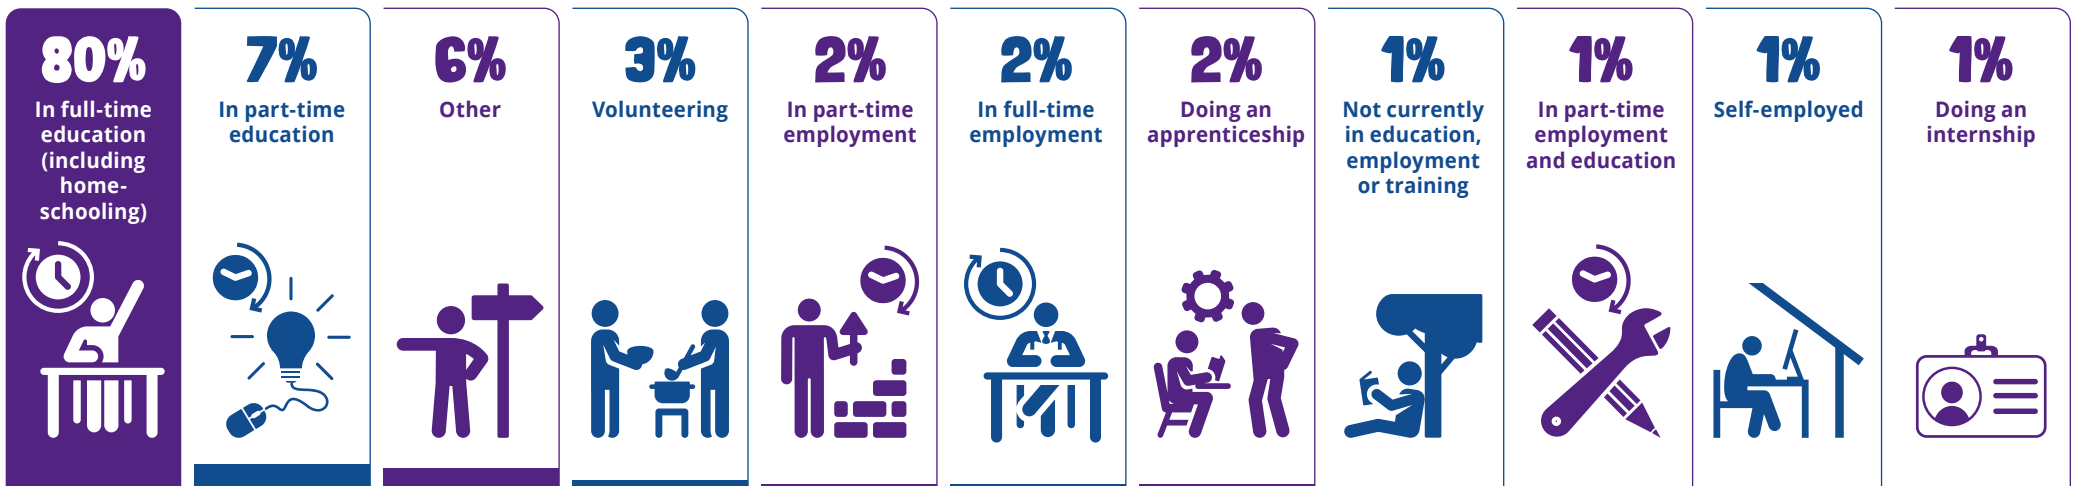 80%
In full-time
education
(including
home-
schooling)
7%
In part-time
education
6%
Other
3%
Volunteering
2%
In part-time
employment
2%
In full-time
employment
2%
Doing an
apprenticeship
1%
Not currently
in education,
employment
or training
1%
In part-time
employment
and education
1%
Self-employed
1%
Doing an
internship